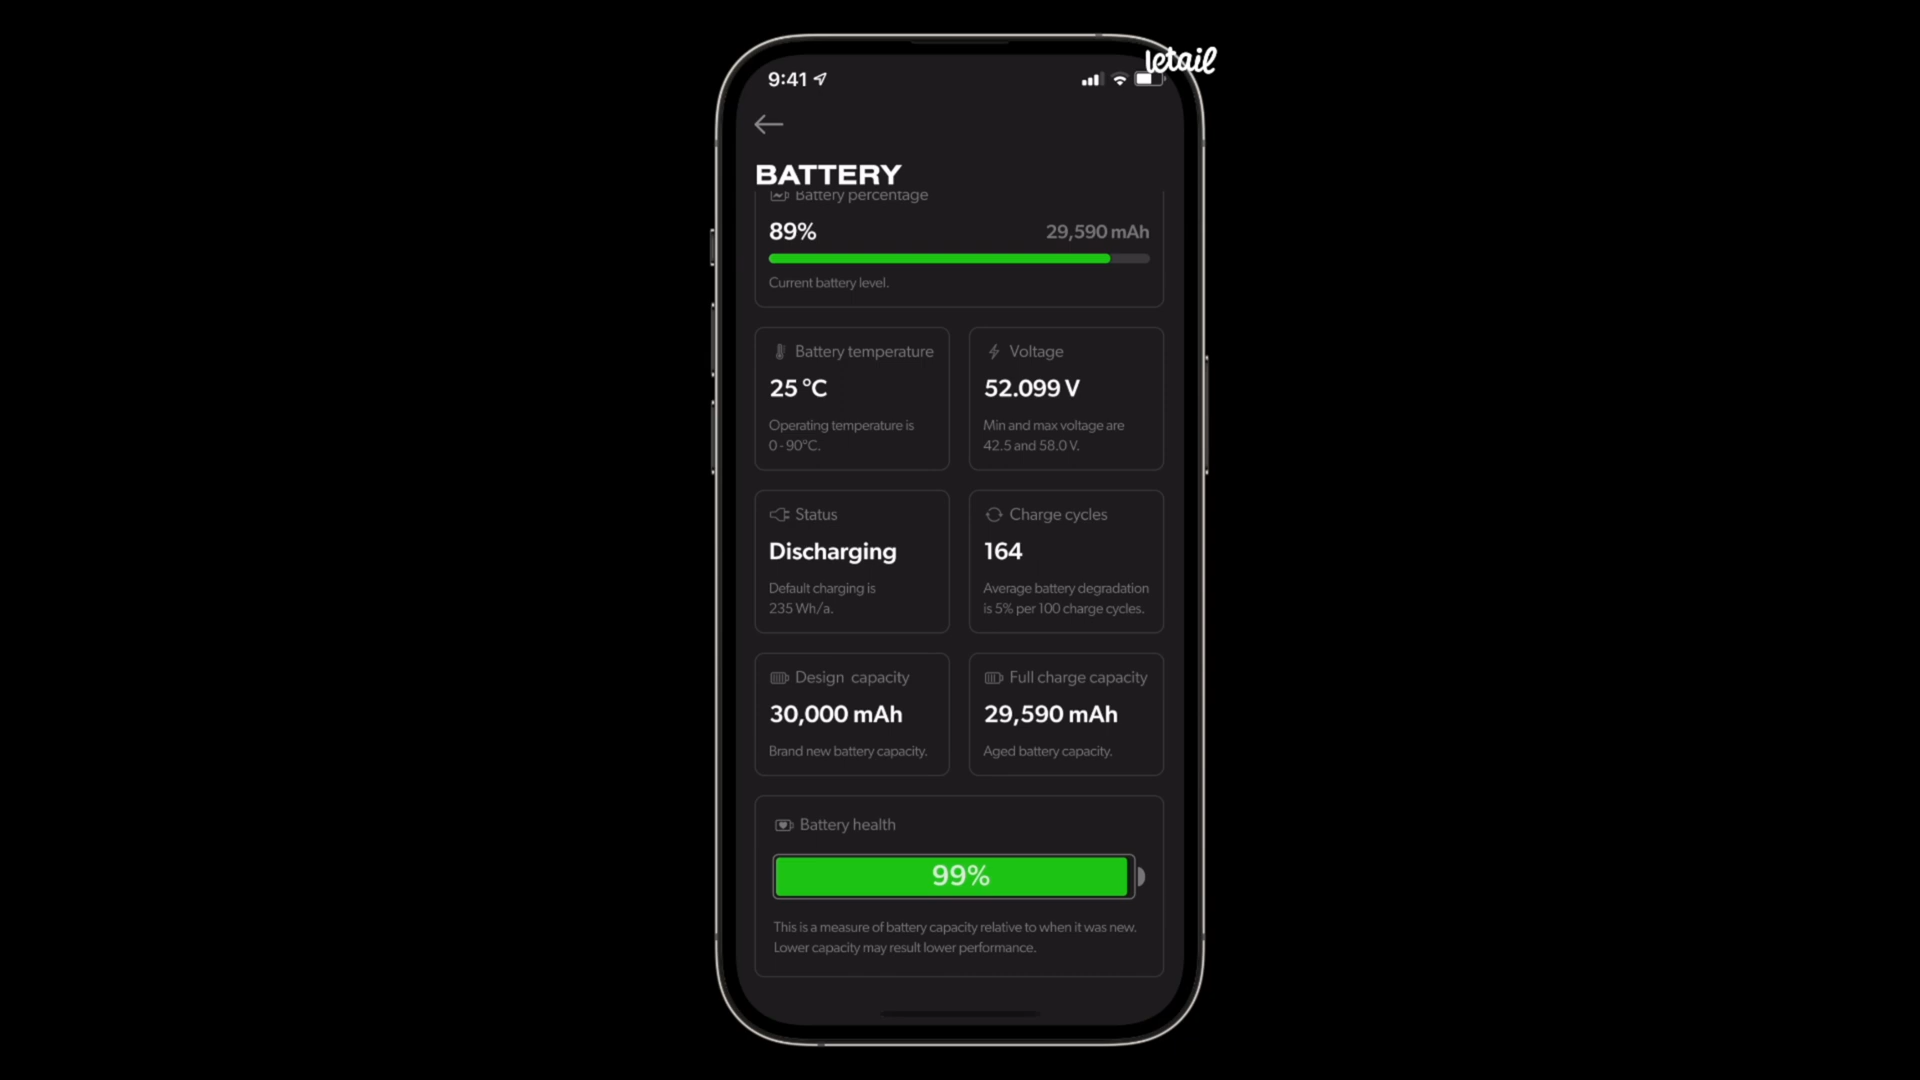 letail
9:41
BATTERY
Battery percentage
89% 29,590 mAh
Current battery level.
Battery temperature
25 °C
Operating temperature is
0 - 90°C.
Voltage
52.099 V
Min and max voltage are
42.5 and 58.0 V.
Status
Discharging
Default charging is
235 Wh/a.
Charge cycles
164
Average battery degradation
is 5% per 100 charge cycles.
Design capacity
30,000 mAh
Brand new battery capacity.
Full charge capacity
29,590 mAh
Aged battery capacity.
Battery health
99%
This is a measure of battery capacity relative to when it was new.
Lower capacity may result lower performance.